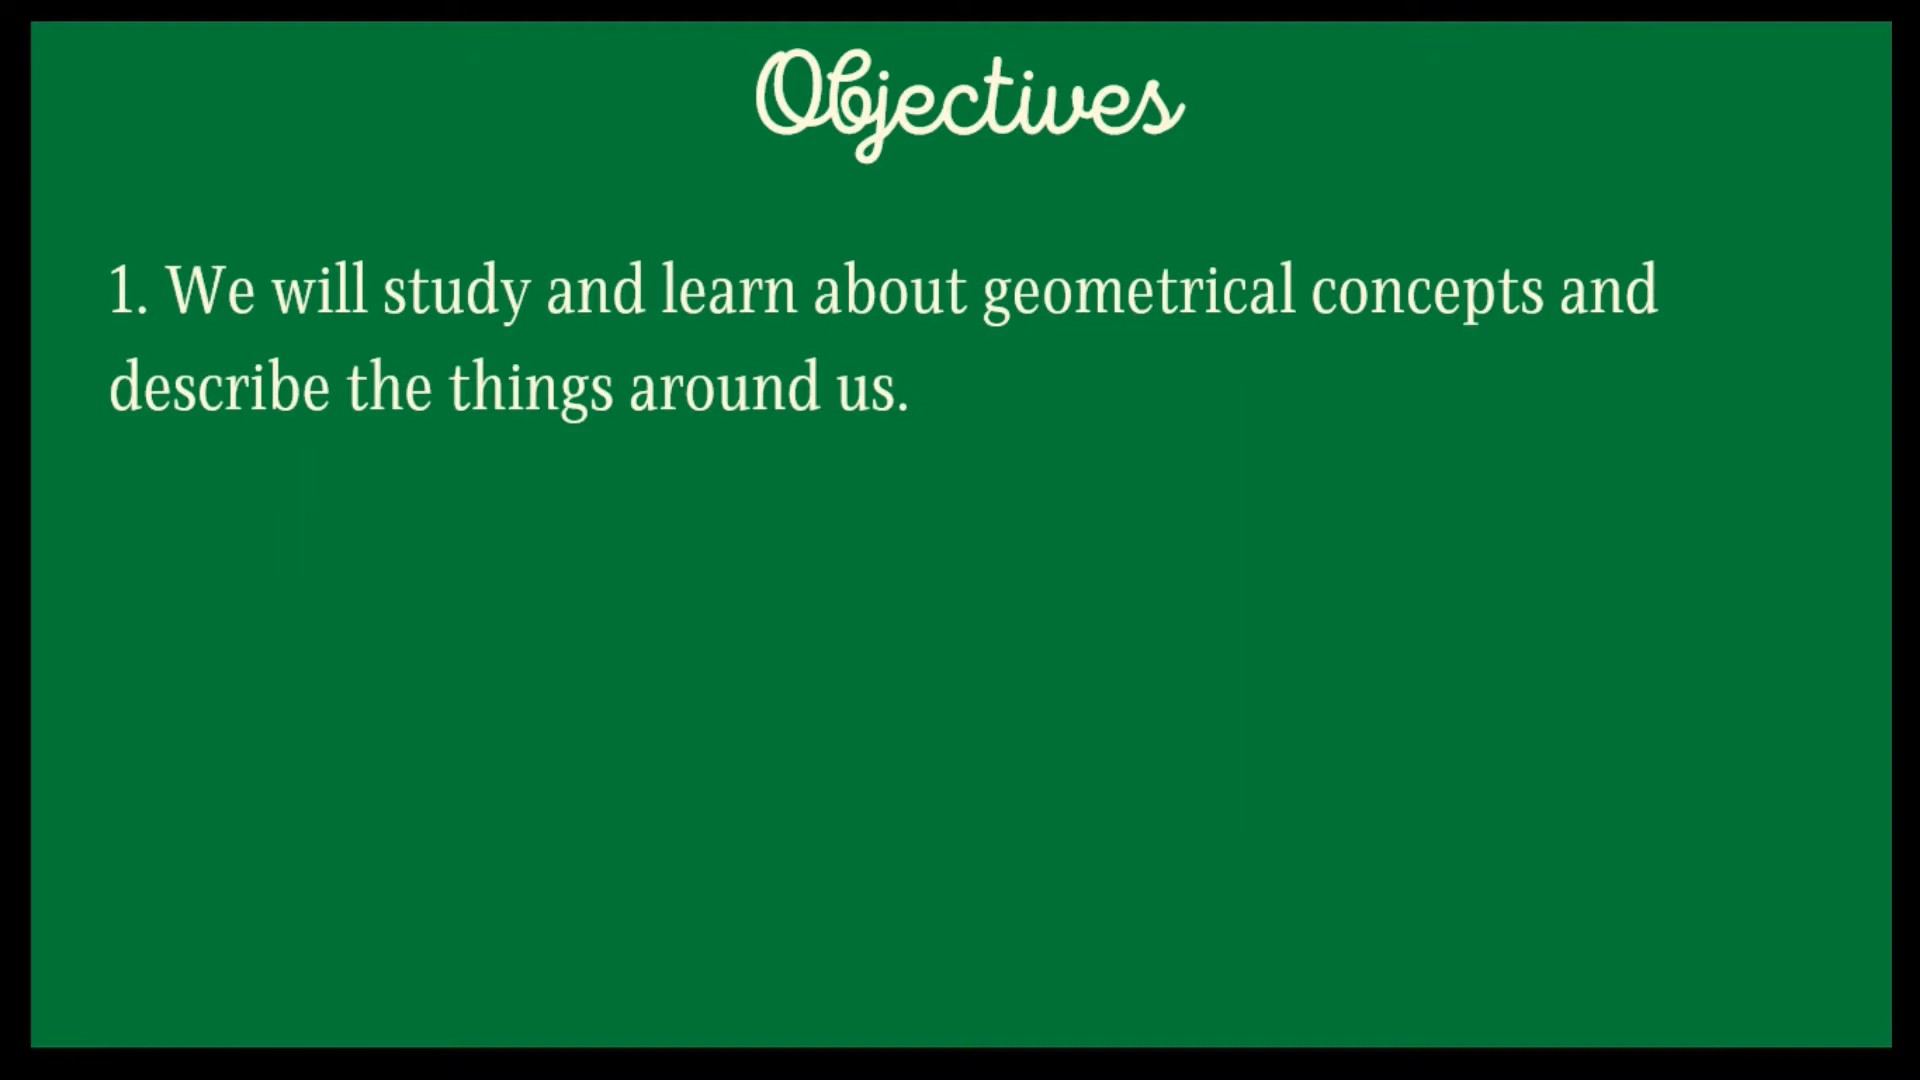 Objectives
1. We will study and learn about geometrical concepts and
describe the things around us.